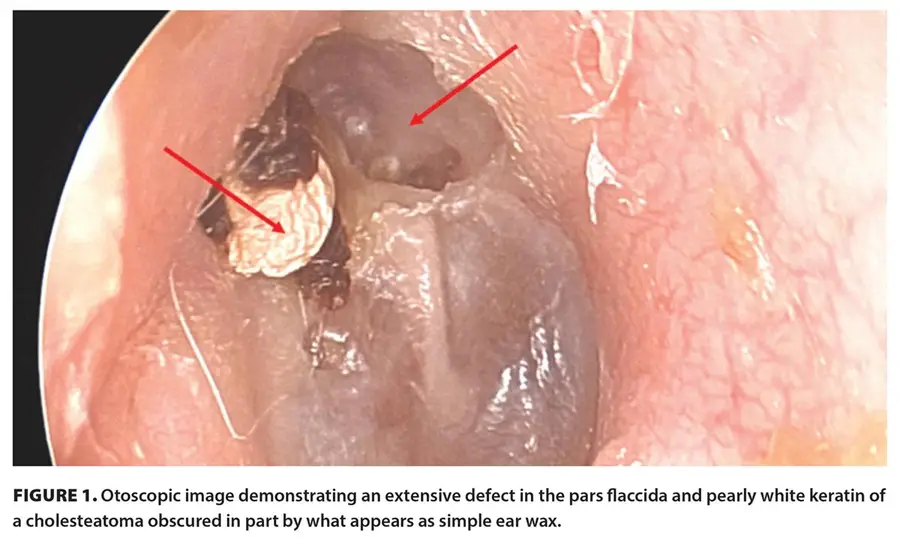 FIGURE 1. Otoscopic image demonstrating an extensive defect in the pars flaccida and pearly white keratin of
a cholesteatoma obscured in part by what appears as simple ear wax.